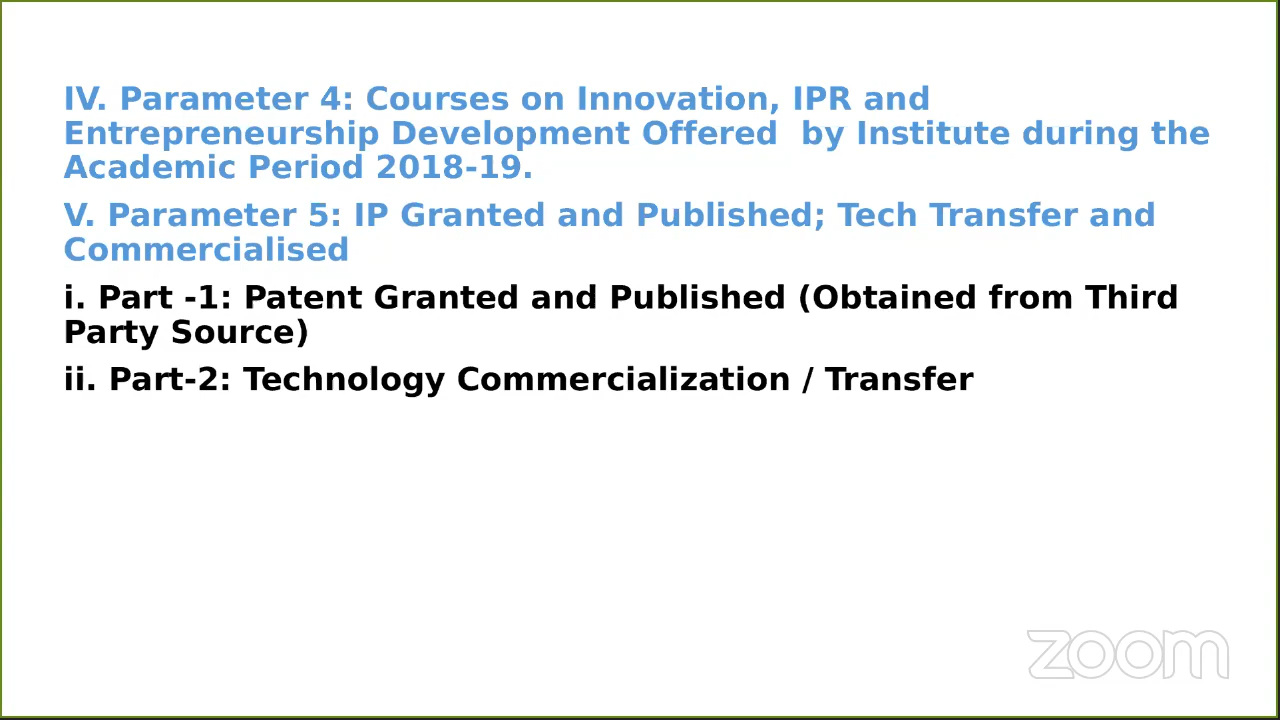 IV. Parameter 4: Courses on Innovation, IPR and
Entrepreneurship Development Offered  by Institute during the
Academic Period 2018-19.
V. Parameter 5: IP Granted and Published; Tech Transfer and
Commercialised
i. Part -1: Patent Granted and Published (Obtained from Third
Party Source)
ii. Part-2: Technology Commercialization / Transfer
zoom